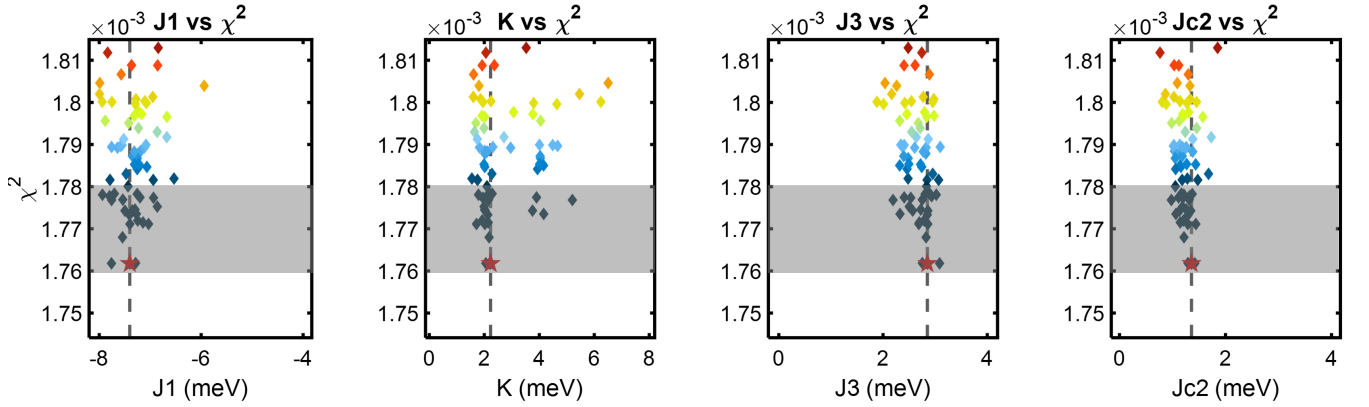 ×10⁻³ J1 vs χ²
1.81
1.8
1.79
1.78
1.77
1.76
1.75
χ²
-8 -6 -4
J1 (meV)
×10⁻³ K vs χ²
1.81
1.8
1.79
1.78
1.77
1.76
1.75
0 2 4 6 8
K (meV)
×10⁻³ J3 vs χ²
1.81
1.8
1.79
1.78
1.77
1.76
1.75
0 2 4
J3 (meV)
×10⁻³ Jc2 vs χ²
1.81
1.8
1.79
1.78
1.77
1.76
1.75
0 2 4
Jc2 (meV)